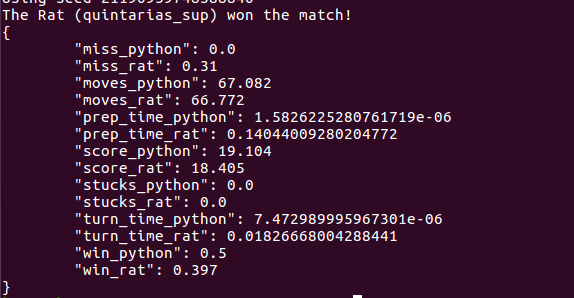 The Rat (quintarias_sup) won the match!
{
"miss_python": 0.0
"miss_rat": 0.31
"moves_python": 67.082
"moves_rat": 66.772
"prep_time_python": 1.5826225280761719e-06
"prep_time_rat": 0.14044009280204772
"score_python": 19.104
"score_rat": 18.405
"stucks_python": 0.0
"stucks_rat": 0.0
"turn_time_python": 7.472989995967301e-06
"turn_time_rat": 0.01826668004288441
"win_python": 0.5
"win_rat": 0.397
}